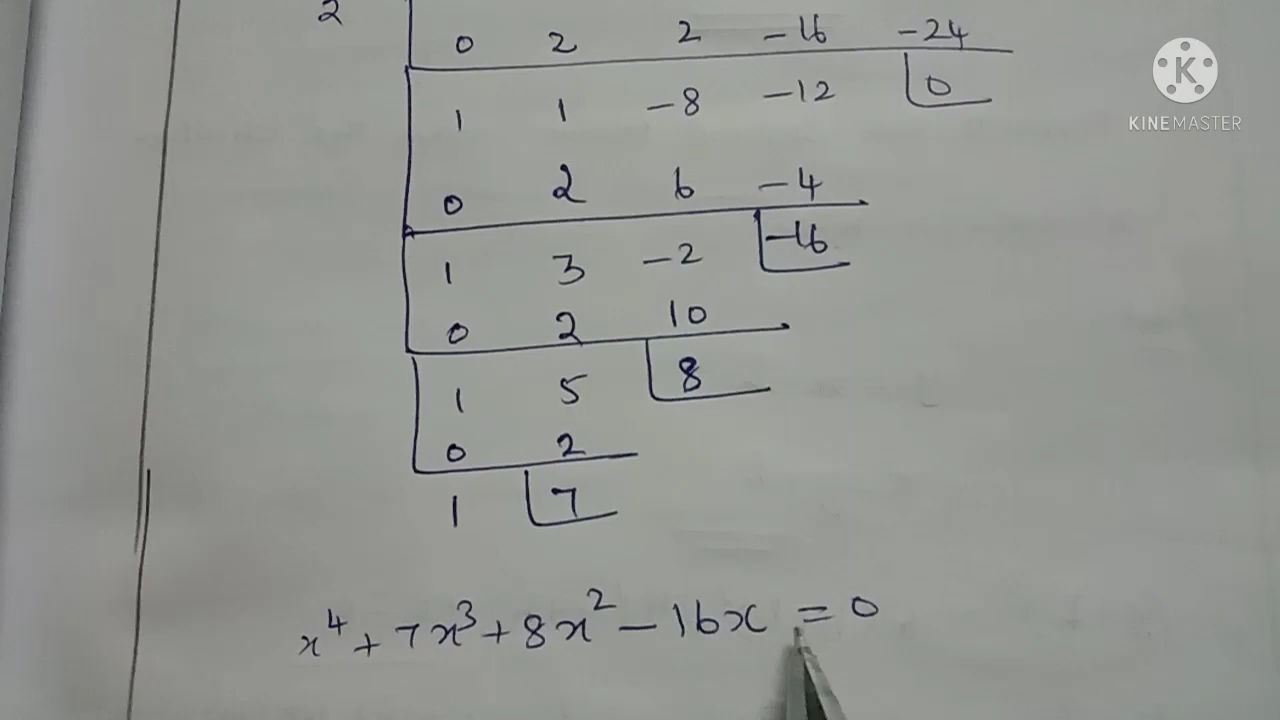 2
0 2 2 -16 -24
1 1 -8 -12 0
0 2 6 -4
1 3 -2 -16
0 2 10
1 5 8
0 2
1 7
x⁴ + 7x³ + 8x² - 16x = 0
KINEMASTER